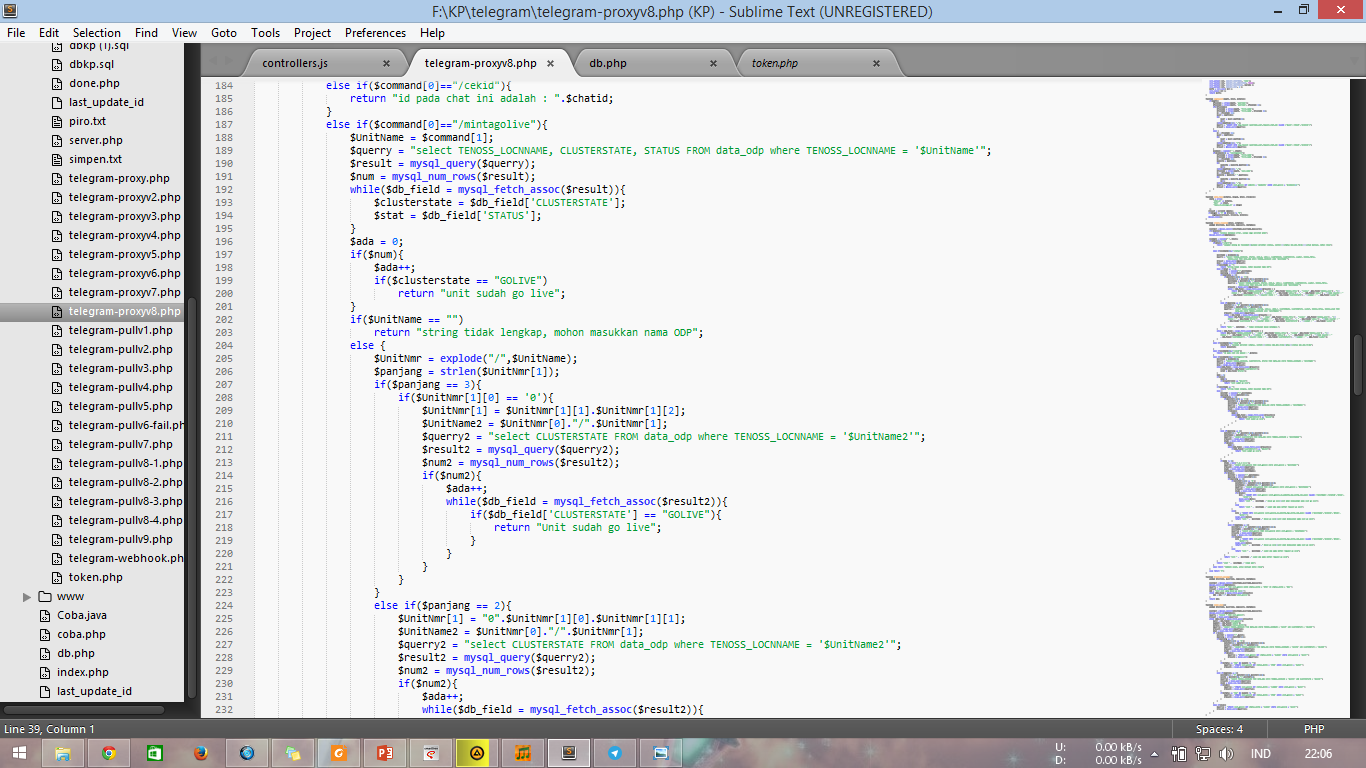 F:\KP\telegram\telegram-proxyv8.php (KP) - Sublime Text (UNREGISTERED)
File Edit Selection Find View Goto Tools Project Preferences Help
controllers.js × telegram-proxyv8.php × db.php × token.php ×
dbkp (1).sql
dbkp.sql
done.php
last_update_id
piro.txt
server.php
simpen.txt
telegram-proxy.php
telegram-proxyv2.php
telegram-proxyv3.php
telegram-proxyv4.php
telegram-proxyv5.php
telegram-proxyv6.php
telegram-proxyv7.php
telegram-proxyv8.php
telegram-pullv1.php
telegram-pullv2.php
telegram-pullv3.php
telegram-pullv4.php
telegram-pullv5.php
telegram-pullv6-fail.ph
telegram-pullv7.php
telegram-pullv8-1.php
telegram-pullv8-2.php
telegram-pullv8-3.php
telegram-pullv8-4.php
telegram-pullv9.php
telegram-webhook.ph
token.php
www
Coba.java
coba.php
db.php
index.php
last_update_id
184 else if($command[0]=="/cekid"){
185 return "id pada chat ini adalah : ".$chatid;
186 }
187 else if($command[0]=="/mintagolive"){
188 $UnitName = $command[1];
189 $querry = "select TENOSS_LOCNNAME, CLUSTERSTATE, STATUS FROM data_odp where TENOSS_LOCNNAME = '$UnitName'";
190 $result = mysql_query($querry);
191 $num = mysql_num_rows($result);
192 while($db_field = mysql_fetch_assoc($result)){
193 $clusterstate = $db_field['CLUSTERSTATE'];
194 $stat = $db_field['STATUS'];
195 }
196 $ada = 0;
197 if($num){
198 $ada++;
199 if($clusterstate == "GOLIVE")
200 return "unit sudah go live";
201 }
202 if($UnitName == "")
203 return "string tidak lengkap, mohon masukkan nama ODP";
204 else {
205 $UnitNmr = explode("/",$UnitName);
206 $panjang = strlen($UnitNmr[1]);
207 if($panjang == 3){
208 if($UnitNmr[1][0] == '0'){
209 $UnitNmr[1] = $UnitNmr[1][1].$UnitNmr[1][2];
210 $UnitName2 = $UnitNmr[0]."/".$UnitNmr[1];
211 $querry2 = "select CLUSTERSTATE FROM data_odp where TENOSS_LOCNNAME = '$UnitName2'";
212 $result2 = mysql_query($querry2);
213 $num2 = mysql_num_rows($result2);
214 if($num2){
215 $ada++;
216 while($db_field = mysql_fetch_assoc($result2)){
217 if($db_field['CLUSTERSTATE'] == "GOLIVE"){
218 return "Unit sudah go live";
219 }
220 }
221 }
222 }
223 }
224 else if($panjang == 2){
225 $UnitNmr[1] = "0".$UnitNmr[1][0].$UnitNmr[1][1];
226 $UnitName2 = $UnitNmr[0]."/".$UnitNmr[1];
227 $querry2 = "select CLUSTERSTATE FROM data_odp where TENOSS_LOCNNAME = '$UnitName2'";
228 $result2 = mysql_query($querry2);
229 $num2 = mysql_num_rows($result2);
230 if($num2){
231 $ada++;
232 while($db_field = mysql_fetch_assoc($result2)){
Line 39, Column 1 Spaces: 4 PHP
U: 0.00 kB/s
D: 0.00 kB/s
IND 22:06